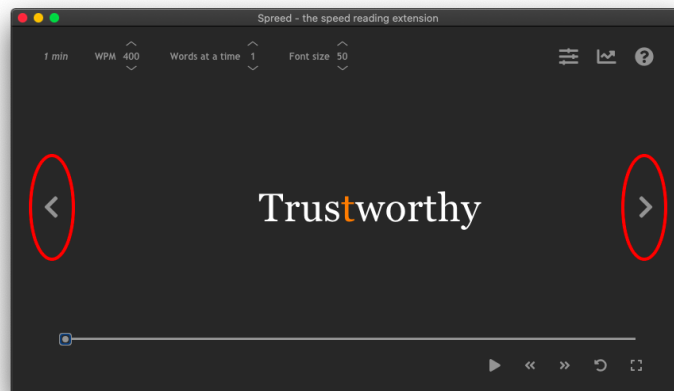 Spreed - the speed reading extension
1 min WPM 400 Words at a time 1 Font size 50
Trustworthy